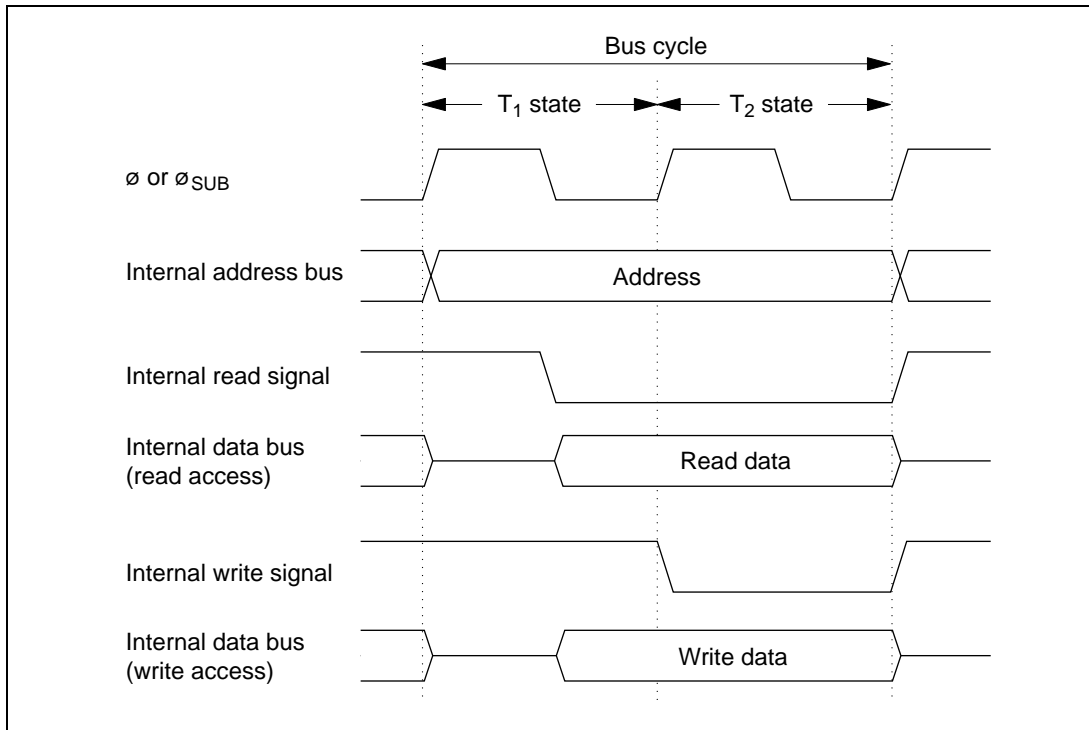 Bus cycle
T₁ state
T₂ state
ø or ø SUB
Internal address bus
Address
Internal read signal
Internal data bus
(read access)
Read data
Internal write signal
Internal data bus
(write access)
Write data